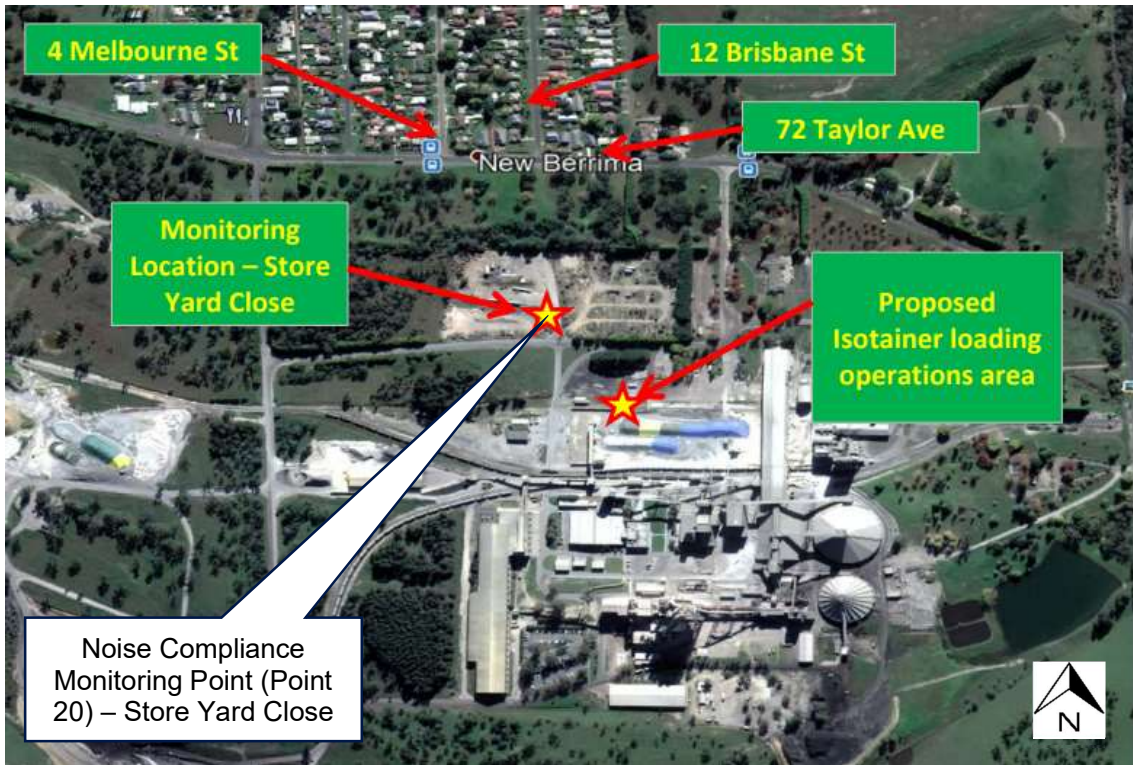 4 Melbourne St
12 Brisbane St
72 Taylor Ave
New Berrima
Monitoring
Location – Store
Yard Close
Proposed
Isotainer loading
operations area
Noise Compliance
Monitoring Point (Point
20) – Store Yard Close
N